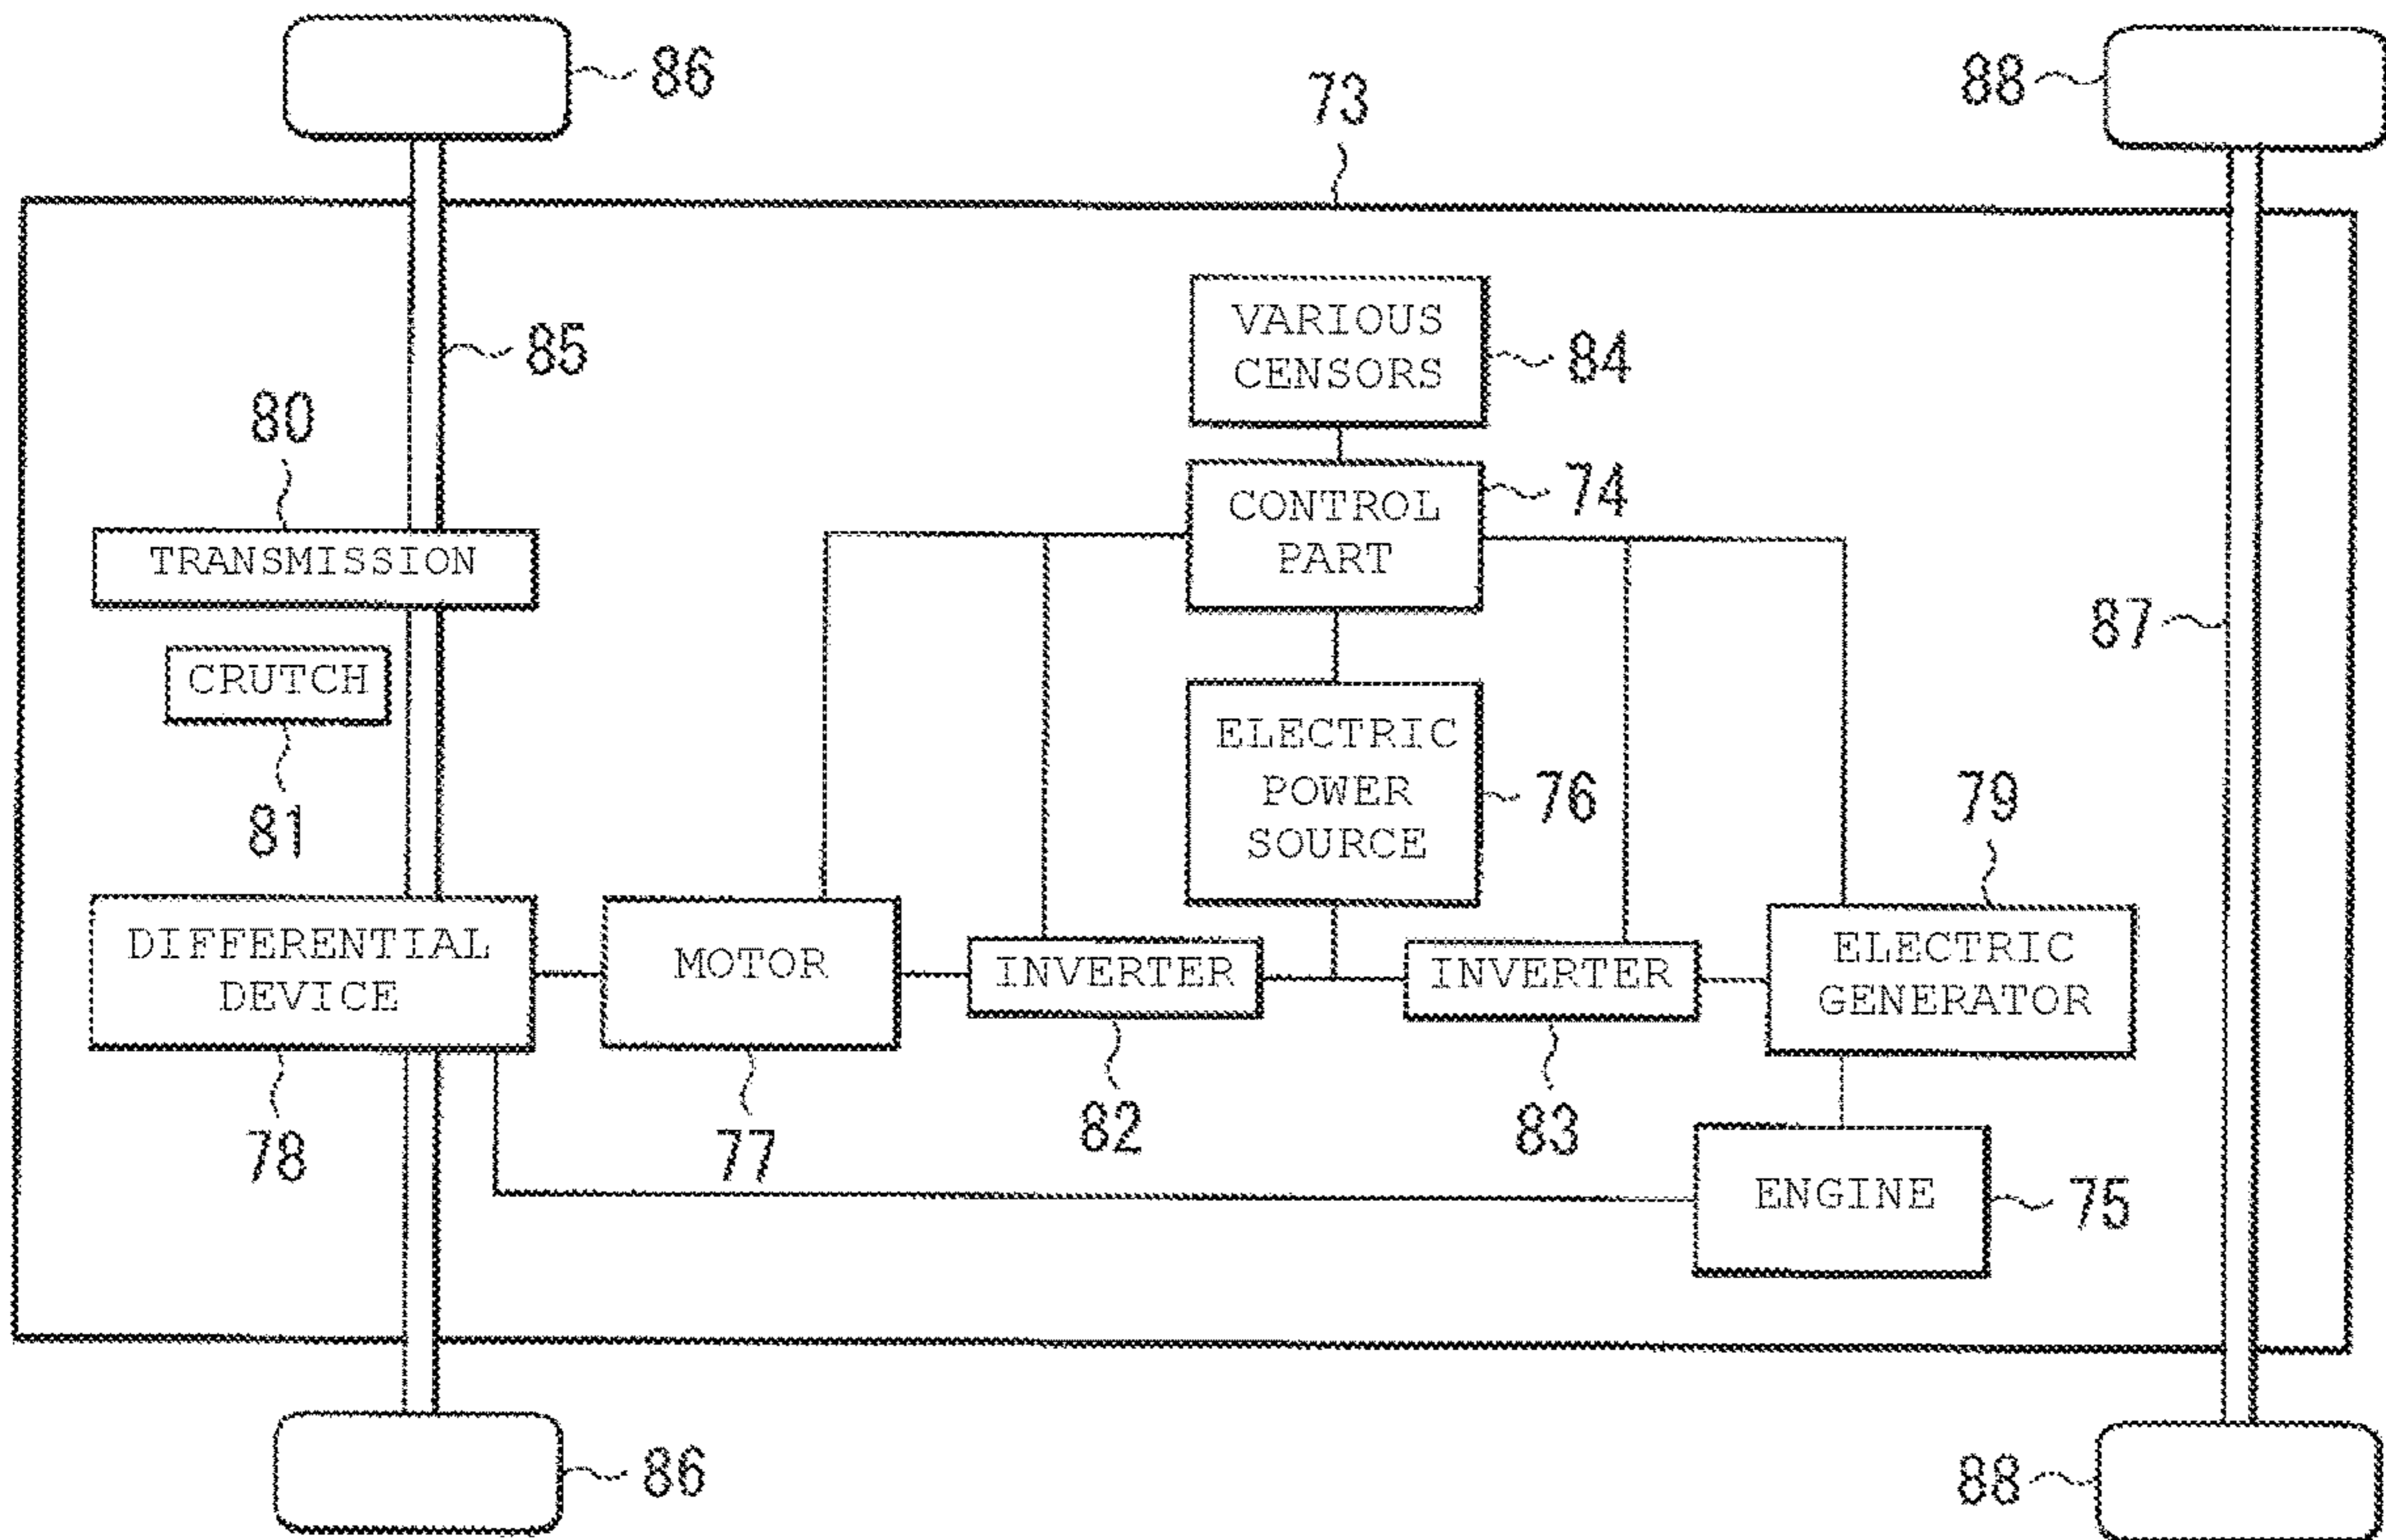 86
73
88
85
VARIOUS
CENSORS
84
80
CONTROL
PART
74
TRANSMISSION
87
CRUTCH
81
ELECTRIC
POWER
SOURCE
76
79
DIFFERENTIAL
DEVICE
MOTOR
INVERTER
INVERTER
ELECTRIC
GENERATOR
78
77
82
83
ENGINE
75
86
88